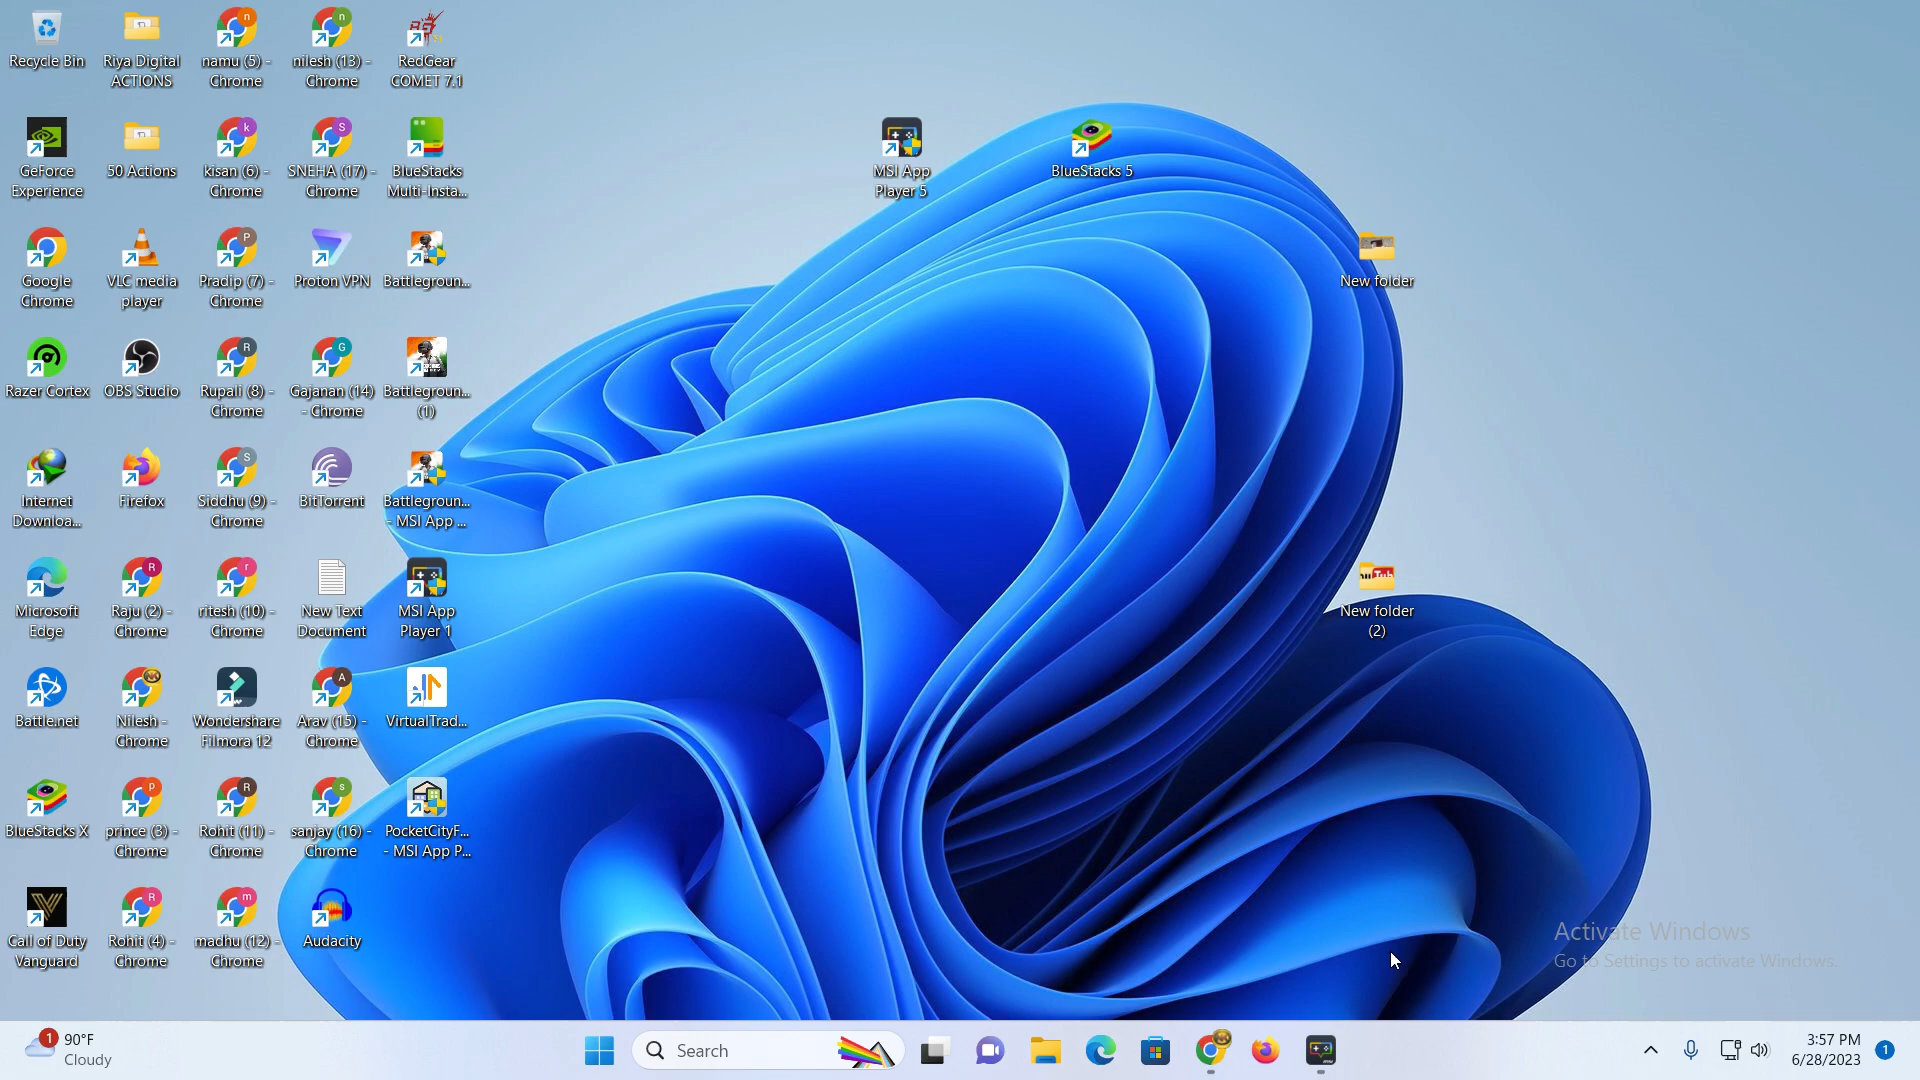 Recycle Bin
Riya Digital
ACTIONS
namu (5) -
Chrome
nilesh (13) -
Chrome
RedGear
COMET 7.1
GeForce
Experience
50 Actions
kisan (6) -
Chrome
SNEHA (17) -
Chrome
BlueStacks
Multi-Insta...
MSI App
Player 5
BlueStacks 5
Google
Chrome
VLC media
player
Pradip (7) -
Chrome
Proton VPN
Battlegroun...
New folder
Razer Cortex
OBS Studio
Rupali (8) -
Chrome
Gajanan (14)
- Chrome
Battlegroun...
(1)
Internet
Downloa...
Firefox
Siddhu (9) -
Chrome
BitTorrent
Battlegroun...
- MSI App ...
Microsoft
Edge
Raju (2) -
Chrome
ritesh (10) -
Chrome
New Text
Document
MSI App
Player 1
New folder
(2)
Battle.net
Nilesh -
Chrome
Wondershare
Filmora 12
Arav (15) -
Chrome
VirtualTrad...
BlueStacks X
prince (3) -
Chrome
Rohit (11) -
Chrome
sanjay (16) -
Chrome
PocketCityF...
- MSI App P...
Call of Duty
Vanguard
Rohit (4) -
Chrome
madhu (12) -
Chrome
Audacity
Activate Windows
Go to Settings to activate Windows.
1
90°F
Cloudy
Search
3:57 PM
6/28/2023
1